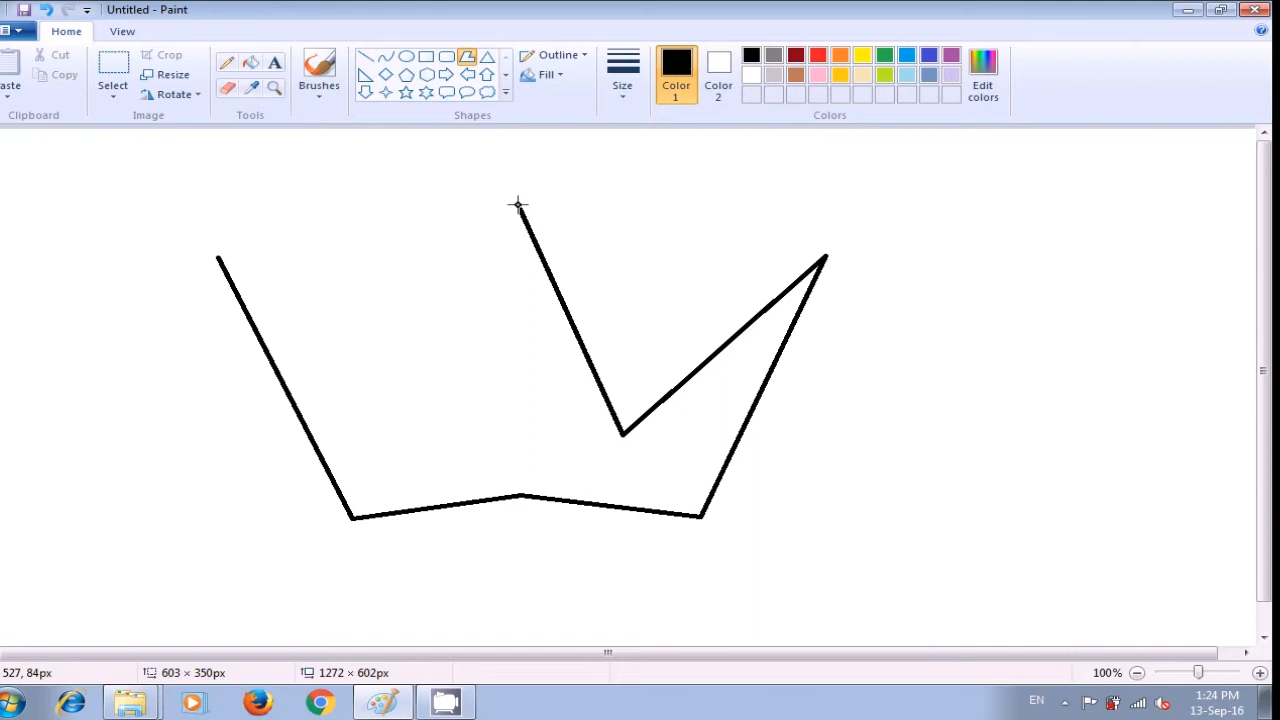 Untitled - Paint
Home View
Cut
Copy
aste
Clipboard
Select
Crop
Resize
Rotate
Image
A
Tools
Brushes
Outline
Fill
Shapes
Size
Color 1
Color 2
Edit colors
Colors
527, 84px
603 × 350px
1272 × 602px
100%
EN
1:24 PM
13-Sep-16